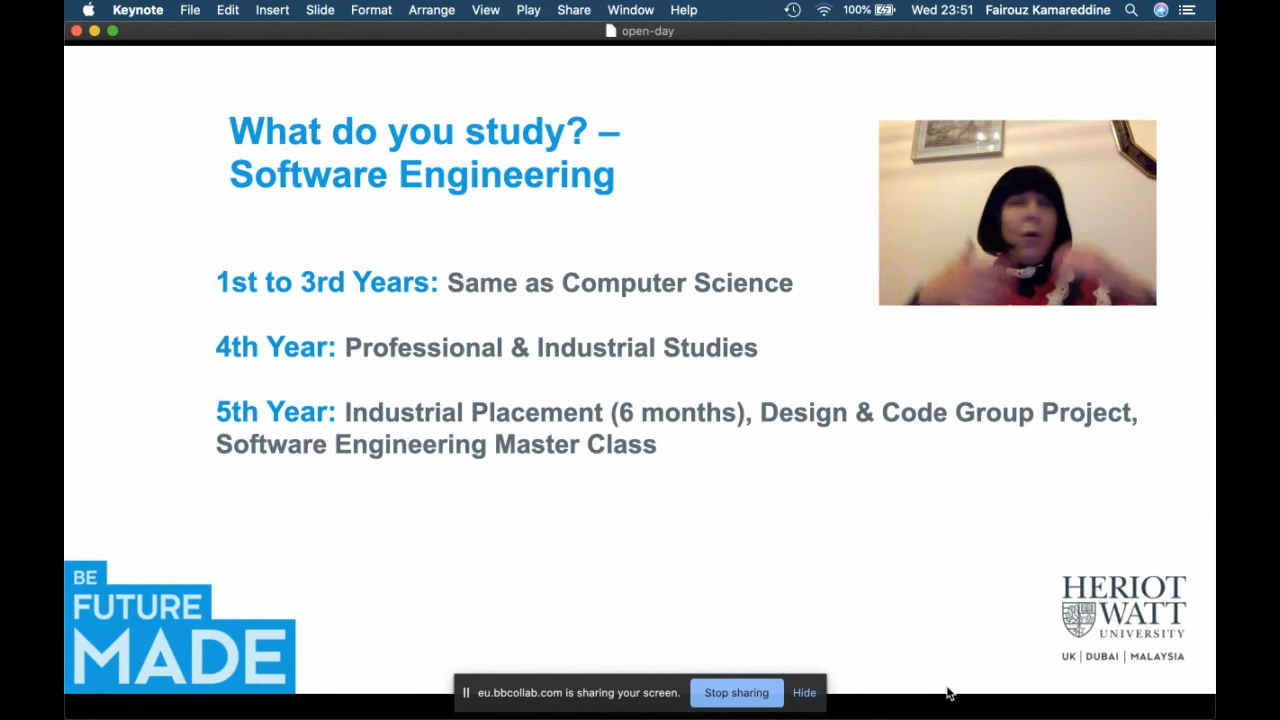 Keynote File Edit Insert Slide Format Arrange View Play Share Window Help 100% Wed 23:51 Fairouz Kamareddine
open-day
What do you study? –
Software Engineering
1st to 3rd Years: Same as Computer Science
4th Year: Professional & Industrial Studies
5th Year: Industrial Placement (6 months), Design & Code Group Project,
Software Engineering Master Class
BE
FUTURE
MADE
HERIOT
WATT
UNIVERSITY
UK | DUBAI | MALAYSIA
eu.bbcollab.com is sharing your screen. Stop sharing Hide